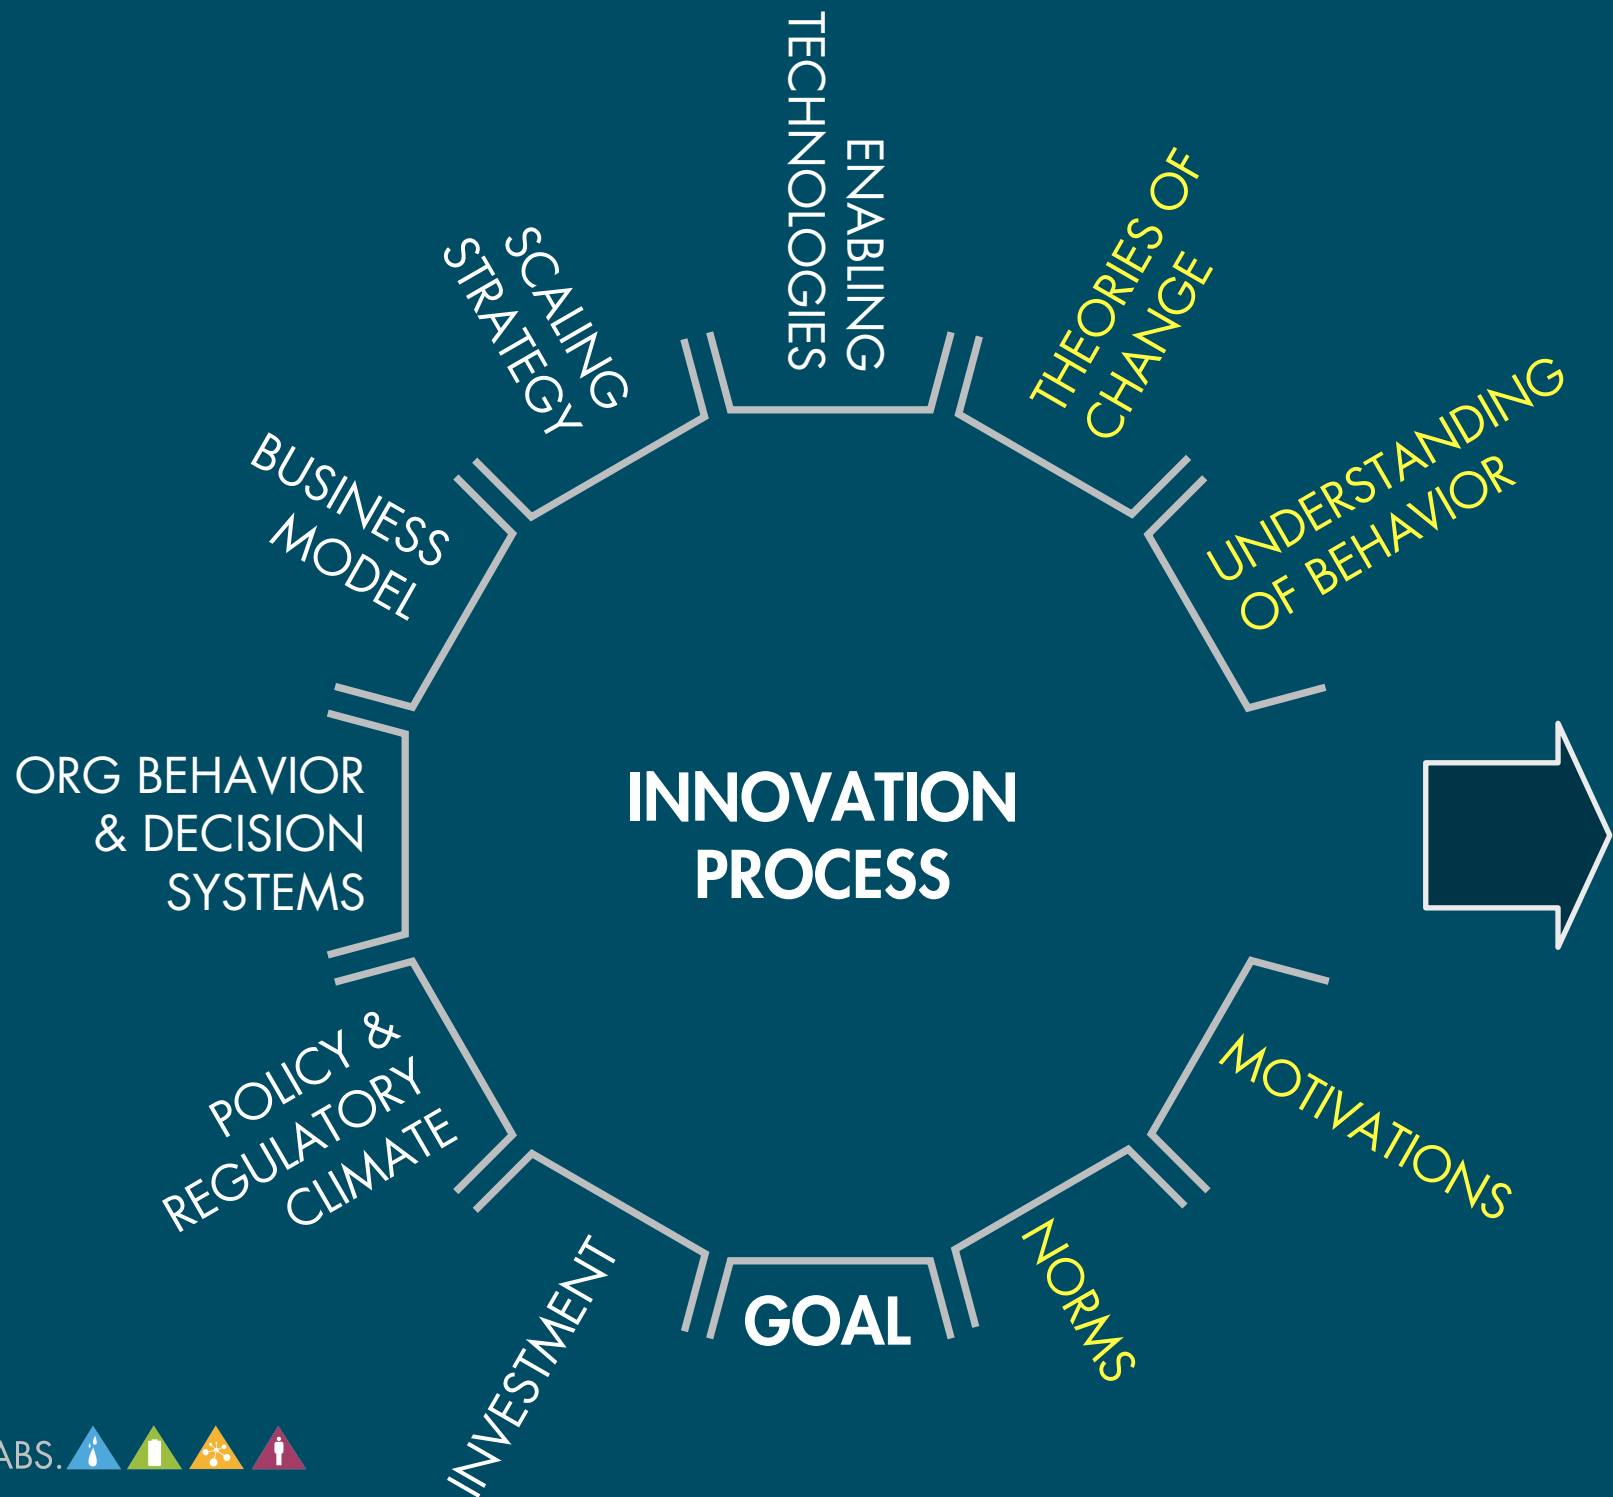 ENABLING
TECHNOLOGIES
THEORIES OF
CHANGE
UNDERSTANDING
OF BEHAVIOR
MOTIVATIONS
NORMS
GOAL
INVESTMENT
POLICY &
REGULATORY
CLIMATE
ORG BEHAVIOR
& DECISION
SYSTEMS
BUSINESS
MODEL
SCALING
STRATEGY
INNOVATION
PROCESS
ABS.